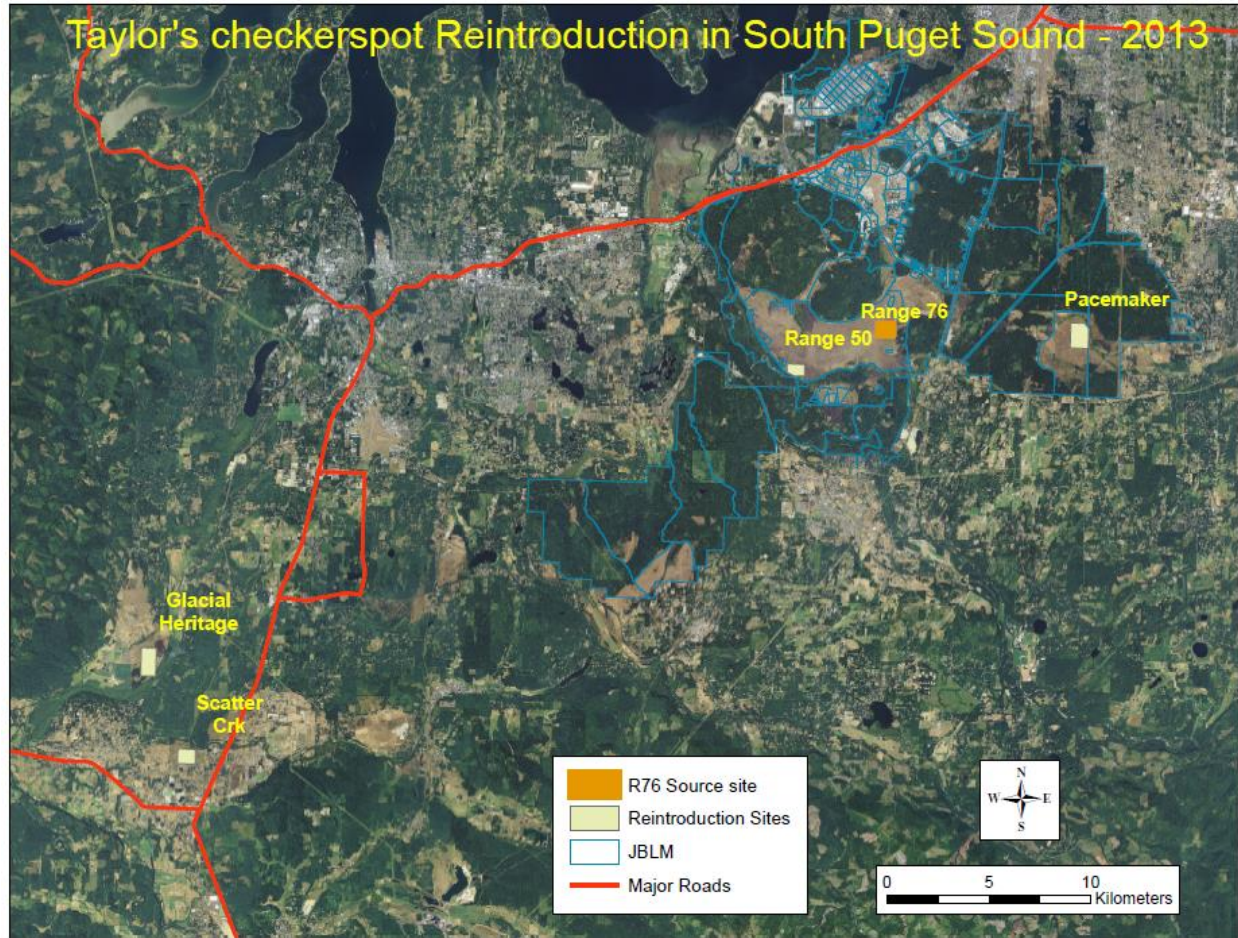 Taylor's checkerspot Reintroduction in South Puget Sound - 2013
Pacemaker
Range 76
Range 50
Glacial
Heritage
Scatter
Crk
R76 Source site
Reintroduction Sites
JBLM
Major Roads
N
W E
S
0 5 10
Kilometers